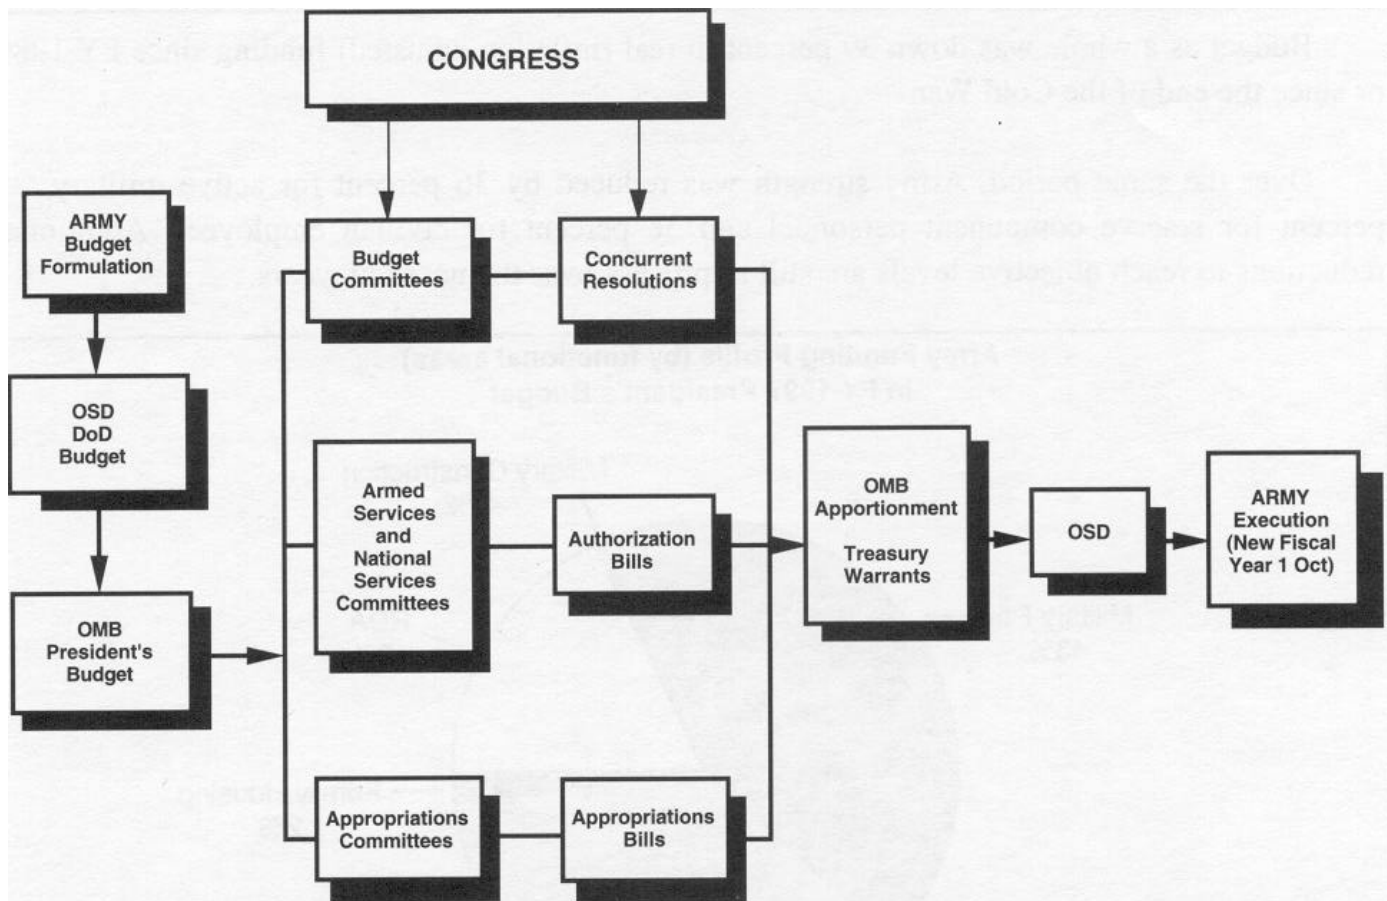 CONGRESS
ARMY
Budget
Formulation
Budget
Committees
Concurrent
Resolutions
OSD
DoD
Budget
Armed
Services
and
National
Services
Committees
Authorization
Bills
OMB
Apportionment
Treasury
Warrants
OSD
ARMY
Execution
(New Fiscal
Year 1 Oct)
OMB
President's
Budget
Appropriations
Committees
Appropriations
Bills